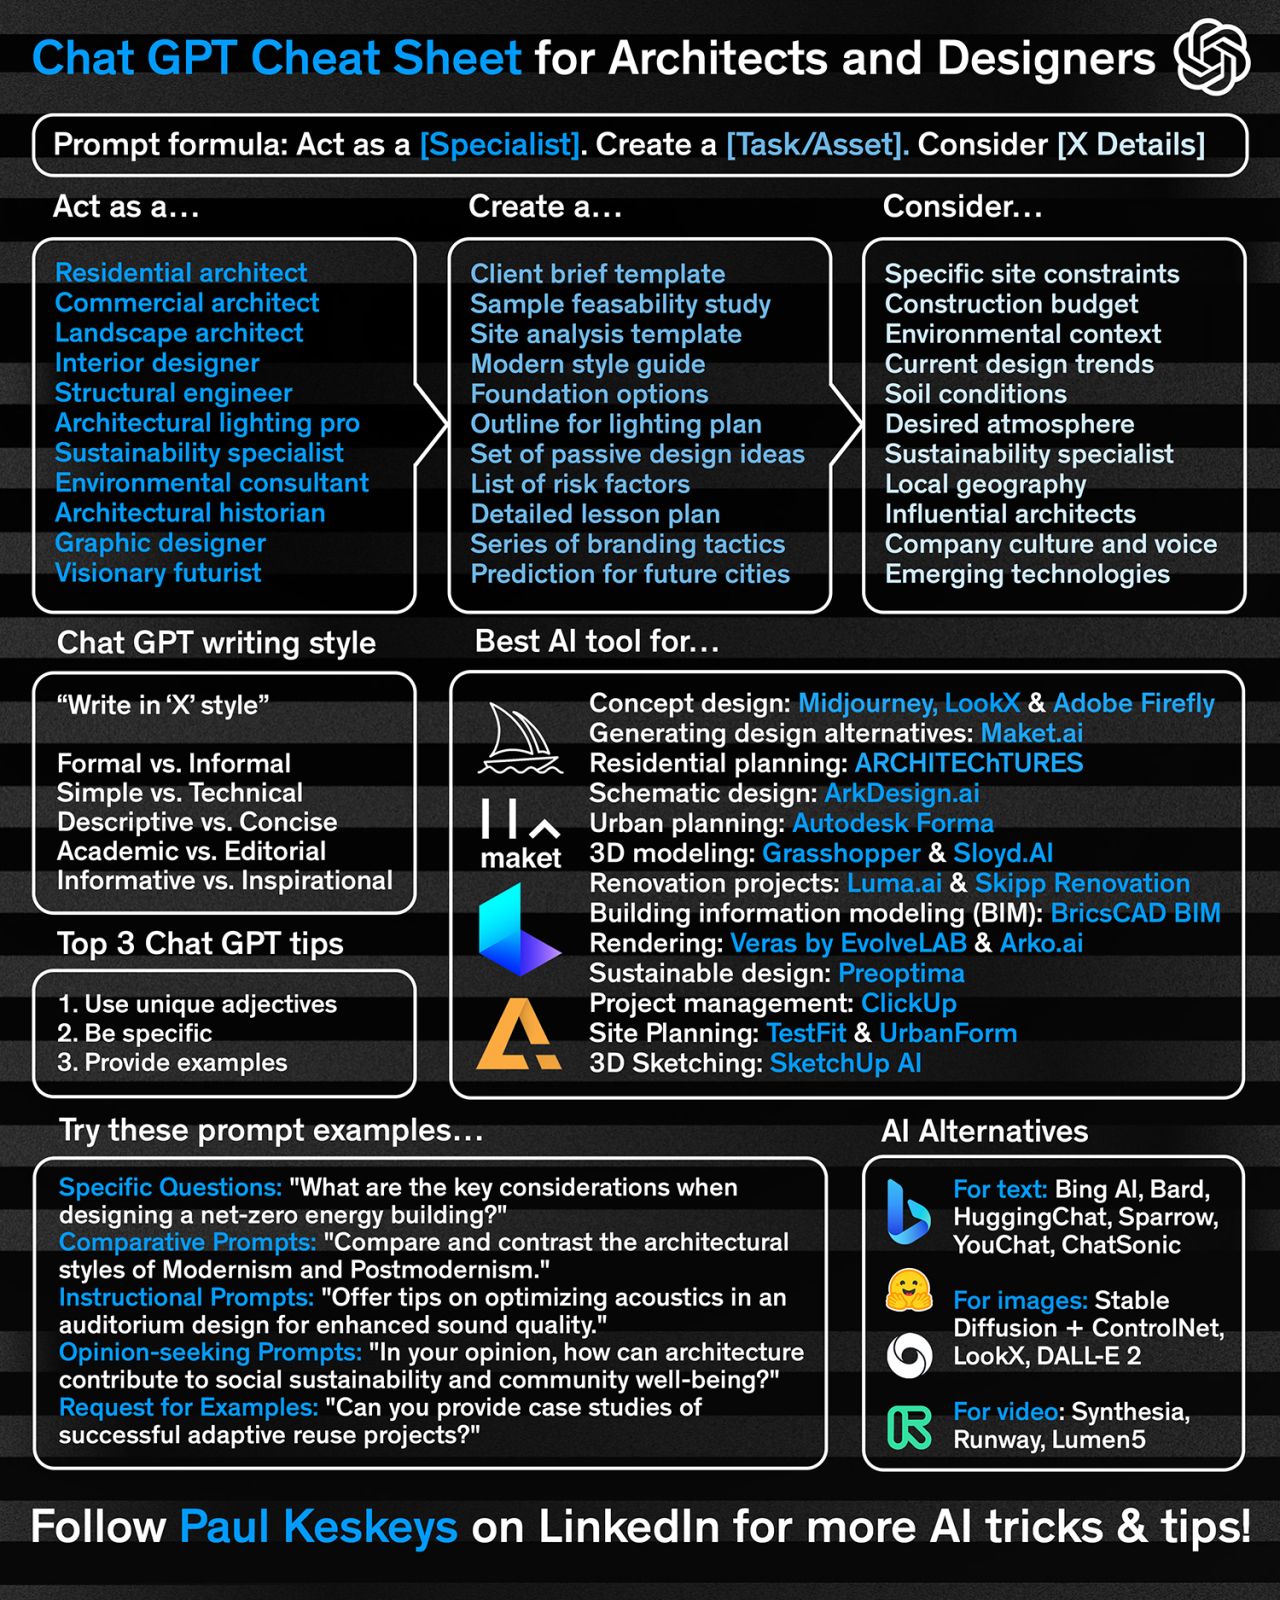 Chat GPT Cheat Sheet for Architects and Designers
Prompt formula: Act as a [Specialist]. Create a [Task/Asset]. Consider [X Details]
Act as a...
Residential architect
Commercial architect
Landscape architect
Interior designer
Structural engineer
Architectural lighting pro
Sustainability specialist
Environmental consultant
Architectural historian
Graphic designer
Visionary futurist
Create a...
Client brief template
Sample feasability study
Site analysis template
Modern style guide
Foundation options
Outline for lighting plan
Set of passive design ideas
List of risk factors
Detailed lesson plan
Series of branding tactics
Prediction for future cities
Consider...
Specific site constraints
Construction budget
Environmental context
Current design trends
Soil conditions
Desired atmosphere
Sustainability specialist
Local geography
Influential architects
Company culture and voice
Emerging technologies
Chat GPT writing style
“Write in ‘X’ style”
Formal vs. Informal
Simple vs. Technical
Descriptive vs. Concise
Academic vs. Editorial
Informative vs. Inspirational
Top 3 Chat GPT tips
1. Use unique adjectives
2. Be specific
3. Provide examples
Best AI tool for...
maket
Concept design: Midjourney, LookX & Adobe Firefly
Generating design alternatives: Maket.ai
Residential planning: ARCHITEChTURES
Schematic design: ArkDesign.ai
Urban planning: Autodesk Forma
3D modeling: Grasshopper & Sloyd.AI
Renovation projects: Luma.ai & Skipp Renovation
Building information modeling (BIM): BricsCAD BIM
Rendering: Veras by EvolveLAB & Arko.ai
Sustainable design: Preoptima
Project management: ClickUp
Site Planning: TestFit & UrbanForm
3D Sketching: SketchUp AI
Try these prompt examples...
Specific Questions: "What are the key considerations when
designing a net-zero energy building?"
Comparative Prompts: "Compare and contrast the architectural
styles of Modernism and Postmodernism."
Instructional Prompts: "Offer tips on optimizing acoustics in an
auditorium design for enhanced sound quality."
Opinion-seeking Prompts: "In your opinion, how can architecture
contribute to social sustainability and community well-being?"
Request for Examples: "Can you provide case studies of
successful adaptive reuse projects?"
AI Alternatives
For text: Bing AI, Bard,
HuggingChat, Sparrow,
YouChat, ChatSonic
For images: Stable
Diffusion + ControlNet,
LookX, DALL-E 2
For video: Synthesia,
Runway, Lumen5
Follow Paul Keskeys on LinkedIn for more AI tricks & tips!